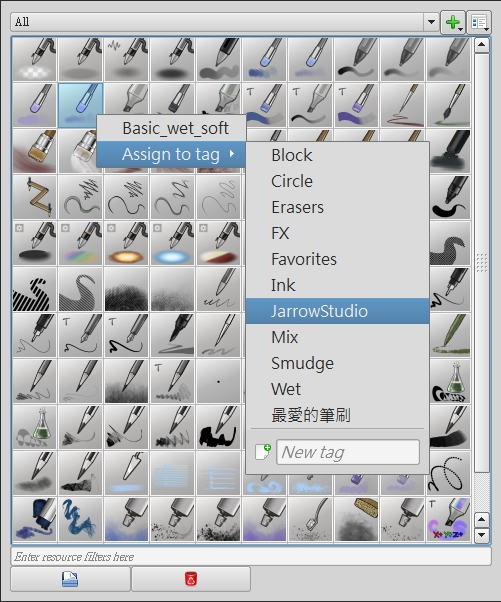 All
Basic_wet_soft
Assign to tag
Block
Circle
Erasers
FX
Favorites
Ink
JarrowStudio
Mix
Smudge
Wet
最愛的筆刷
New tag
Enter resource filters here